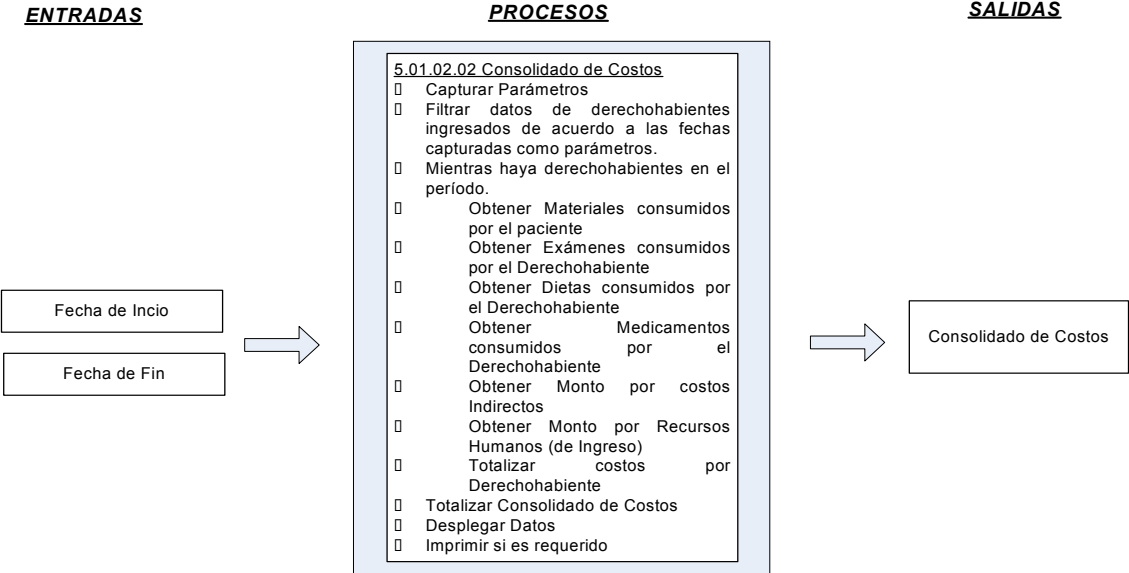 ENTRADAS
PROCESOS
SALIDAS
5.01.02.02 Consolidado de Costos
Capturar Parámetros
Filtrar datos de derechohabientes
ingresados de acuerdo a las fechas
capturadas como parámetros.
Mientras haya derechohabientes en el
período.
Obtener Materiales consumidos
por el paciente
Obtener Exámenes consumidos
por el Derechohabiente
Obtener Dietas consumidos por
el Derechohabiente
Obtener Medicamentos
consumidos por el
Derechohabiente
Obtener Monto por costos
Indirectos
Obtener Monto por Recursos
Humanos (de Ingreso)
Totalizar costos por
Derechohabiente
Totalizar Consolidado de Costos
Desplegar Datos
Imprimir si es requerido
Fecha de Incio
Fecha de Fin
Consolidado de Costos